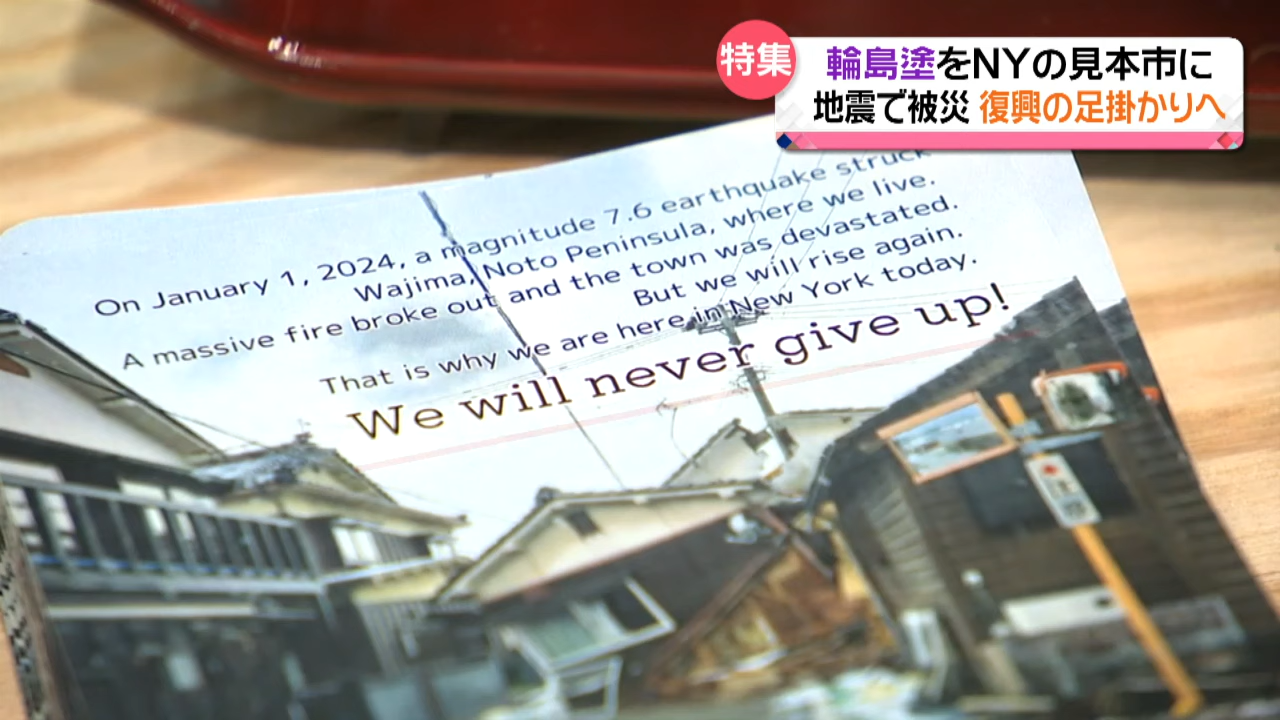 特集
輪島塗をNYの見本市に
地震で被災 復興の足掛かりへ
On January 1, 2024, a magnitude 7.6 earthquake struck
Wajima, Noto Peninsula, where we live.
A massive fire broke out and the town was devastated.
But we will rise again.
That is why we are here in New York today.
We will never give up!